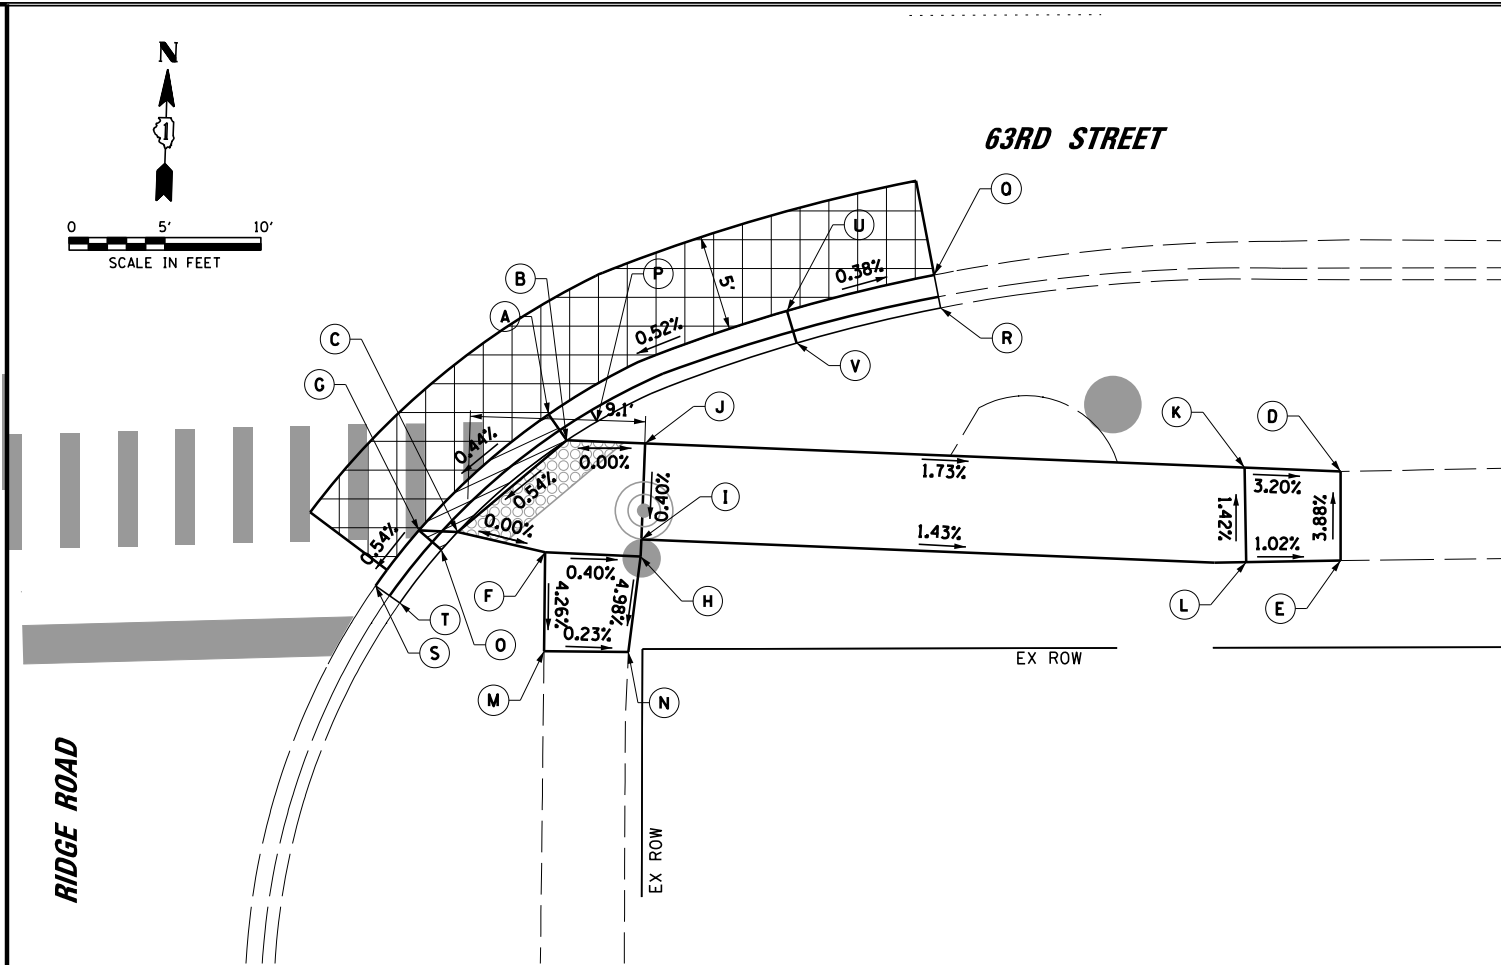 N
1
0 5' 10'
SCALE IN FEET
63RD STREET
Q
U
P
B
A
C
G
5'
0.38%
0.52%
R
V
9.1'
J
K
D
0.44%
0.00%
1.73%
3.20%
0.54%
0.40%
I
0.00%
1.43%
1.42%
3.88%
1.02%
0.54%
F
0.40%
4.26%
4.98%
0.23%
H
L
E
T
S
O
M
N
EX ROW
EX ROW
RIDGE ROAD